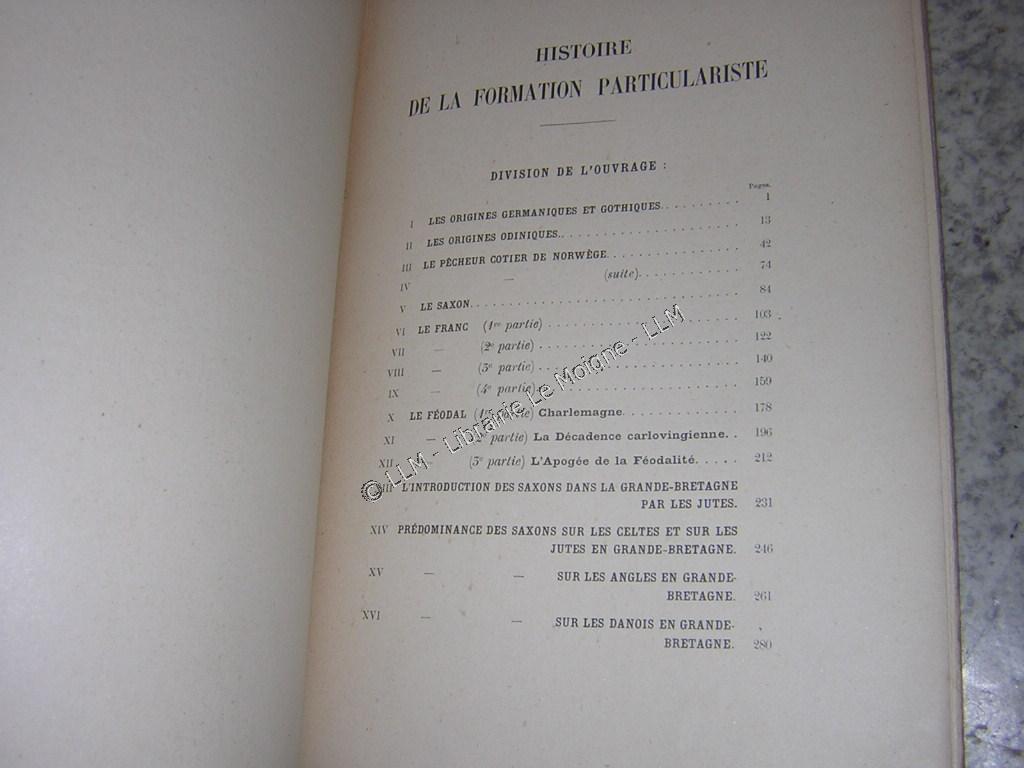 HISTOIRE
DE LA FORMATION PARTICULARISTE
DIVISION DE L'OUVRAGE :
Pages.
I LES ORIGINES GERMANIQUES ET GOTHIQUES.......... 1
II LES ORIGINES ODINIQUES.................... 13
III LE PÊCHEUR COTIER DE NORWÈGE............... 42
IV — (suite)............. 74
V LE SAXON............................... 84
VI LE FRANC (1re partie)...................... 103
VII — (2e partie)...................... 122
VIII — (3e partie)...................... 140
IX — (4e partie)...................... 159
X LE FÉODAL (1re partie) Charlemagne............. 178
XI — partie) La Décadence carlovingienne.. 196
XII — (3e partie) L'Apogée de la Féodalité..... 212
L'INTRODUCTION DES SAXONS DANS LA GRANDE-BRETAGNE
PAR LES JUTES. 231
XIV PRÉDOMINANCE DES SAXONS SUR LES CELTES ET SUR LES
JUTES EN GRANDE-BRETAGNE. 246
XV — — SUR LES ANGLES EN GRANDE-
BRETAGNE. 261
XVI — — SUR LES DANOIS EN GRANDE-
BRETAGNE. 280
© LLM - Librairie Le Moigne - LLM